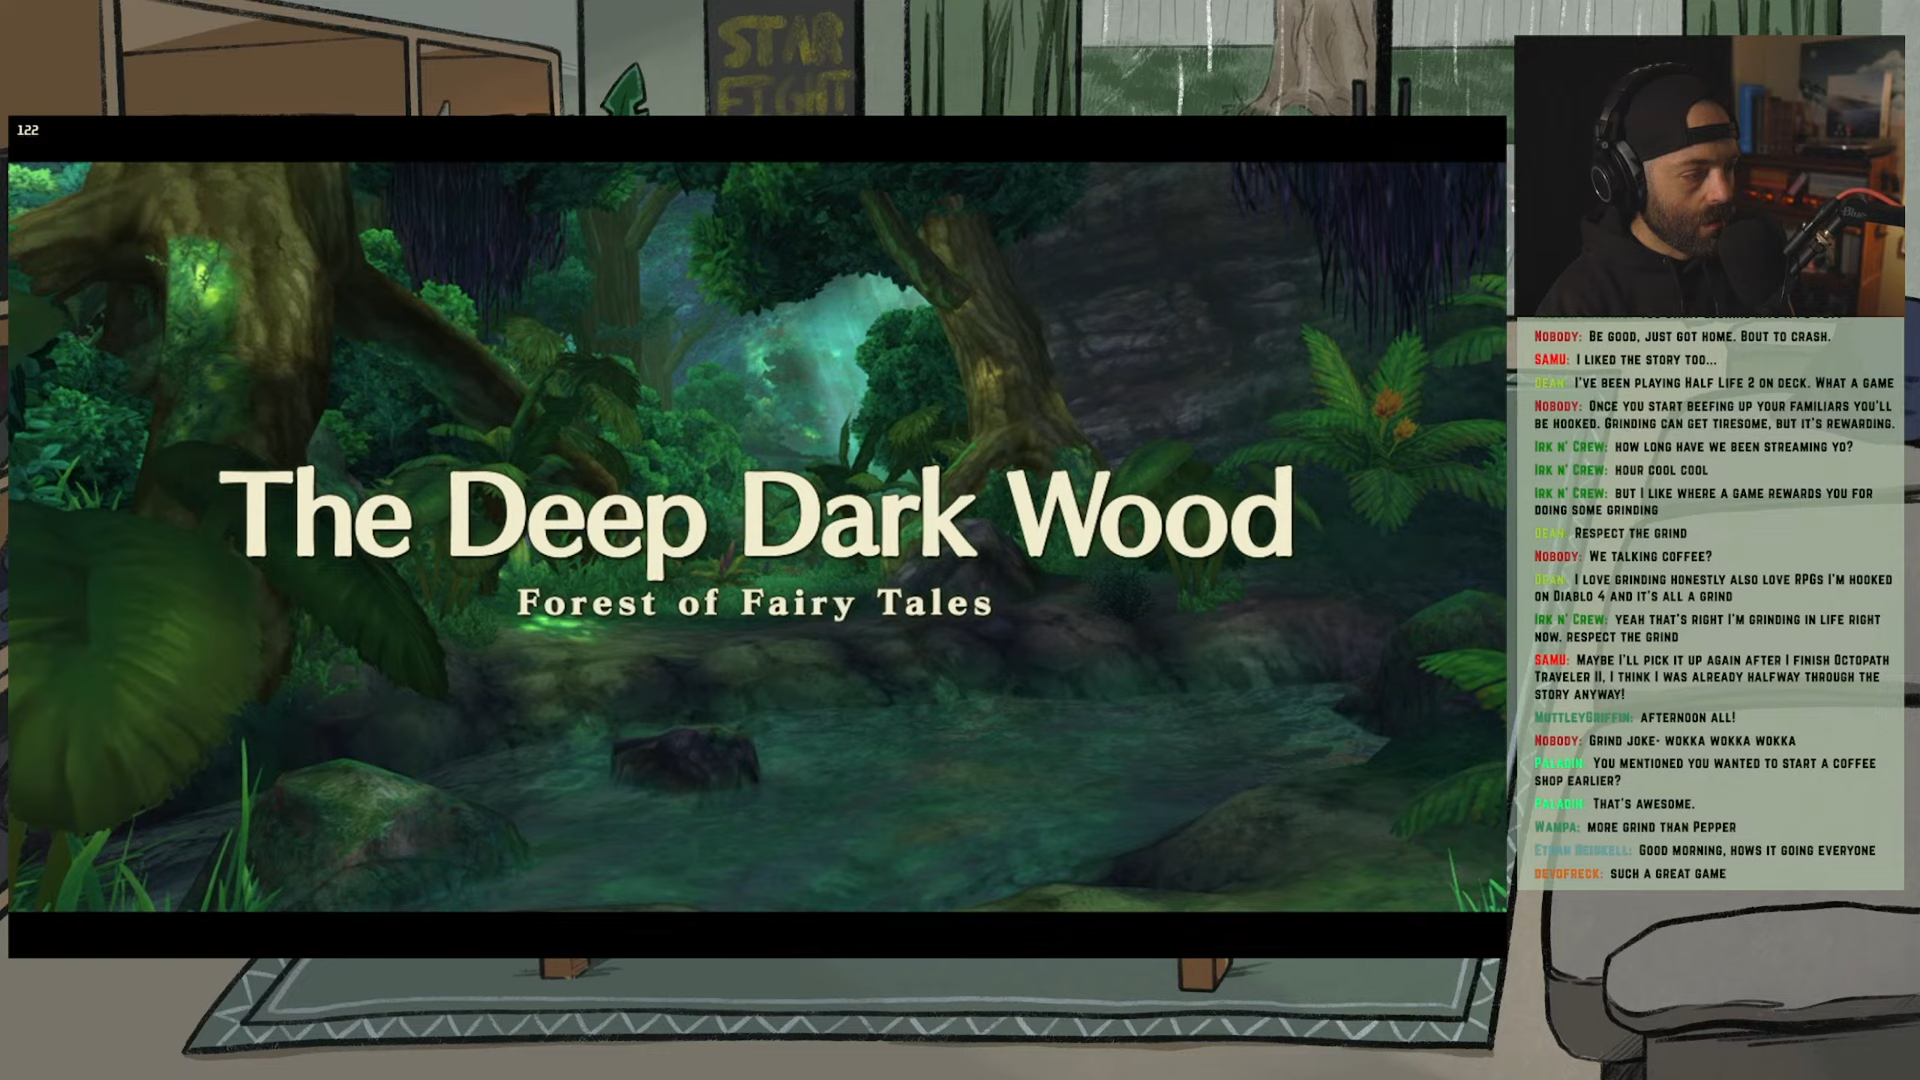 STAR
FIGHT
122
The Deep Dark Wood
Forest of Fairy Tales
Blue
Nobody: Be good, just got home. Bout to crash.
SAMU: I liked the story too...
Dean: I've been playing Half Life 2 on deck. What a game
Nobody: Once you start beefing up your familiars you'll
be hooked. Grinding can get tiresome, but it's rewarding.
Irk n' Crew: how long have we been streaming yo?
Irk n' Crew: hour cool cool
Irk n' Crew: but I like where a game rewards you for
doing some grinding
Dean: Respect the grind
Nobody: We talking coffee?
Dean: I love grinding honestly also love RPGs I'm hooked
on Diablo 4 and it's all a grind
Irk n' Crew: yeah that's right I'm grinding in life right
now. respect the grind
SAMU: Maybe I'll pick it up again after I finish Octopath
Traveler II, I think I was already halfway through the
story anyway!
MuttleyGriffin: afternoon all!
Nobody: Grind joke- wokka wokka wokka
Paladin: You mentioned you wanted to start a coffee
shop earlier?
Paladin: That's awesome.
Wampa: more grind than Pepper
Good morning, hows it going everyone
devofreck: such a great game